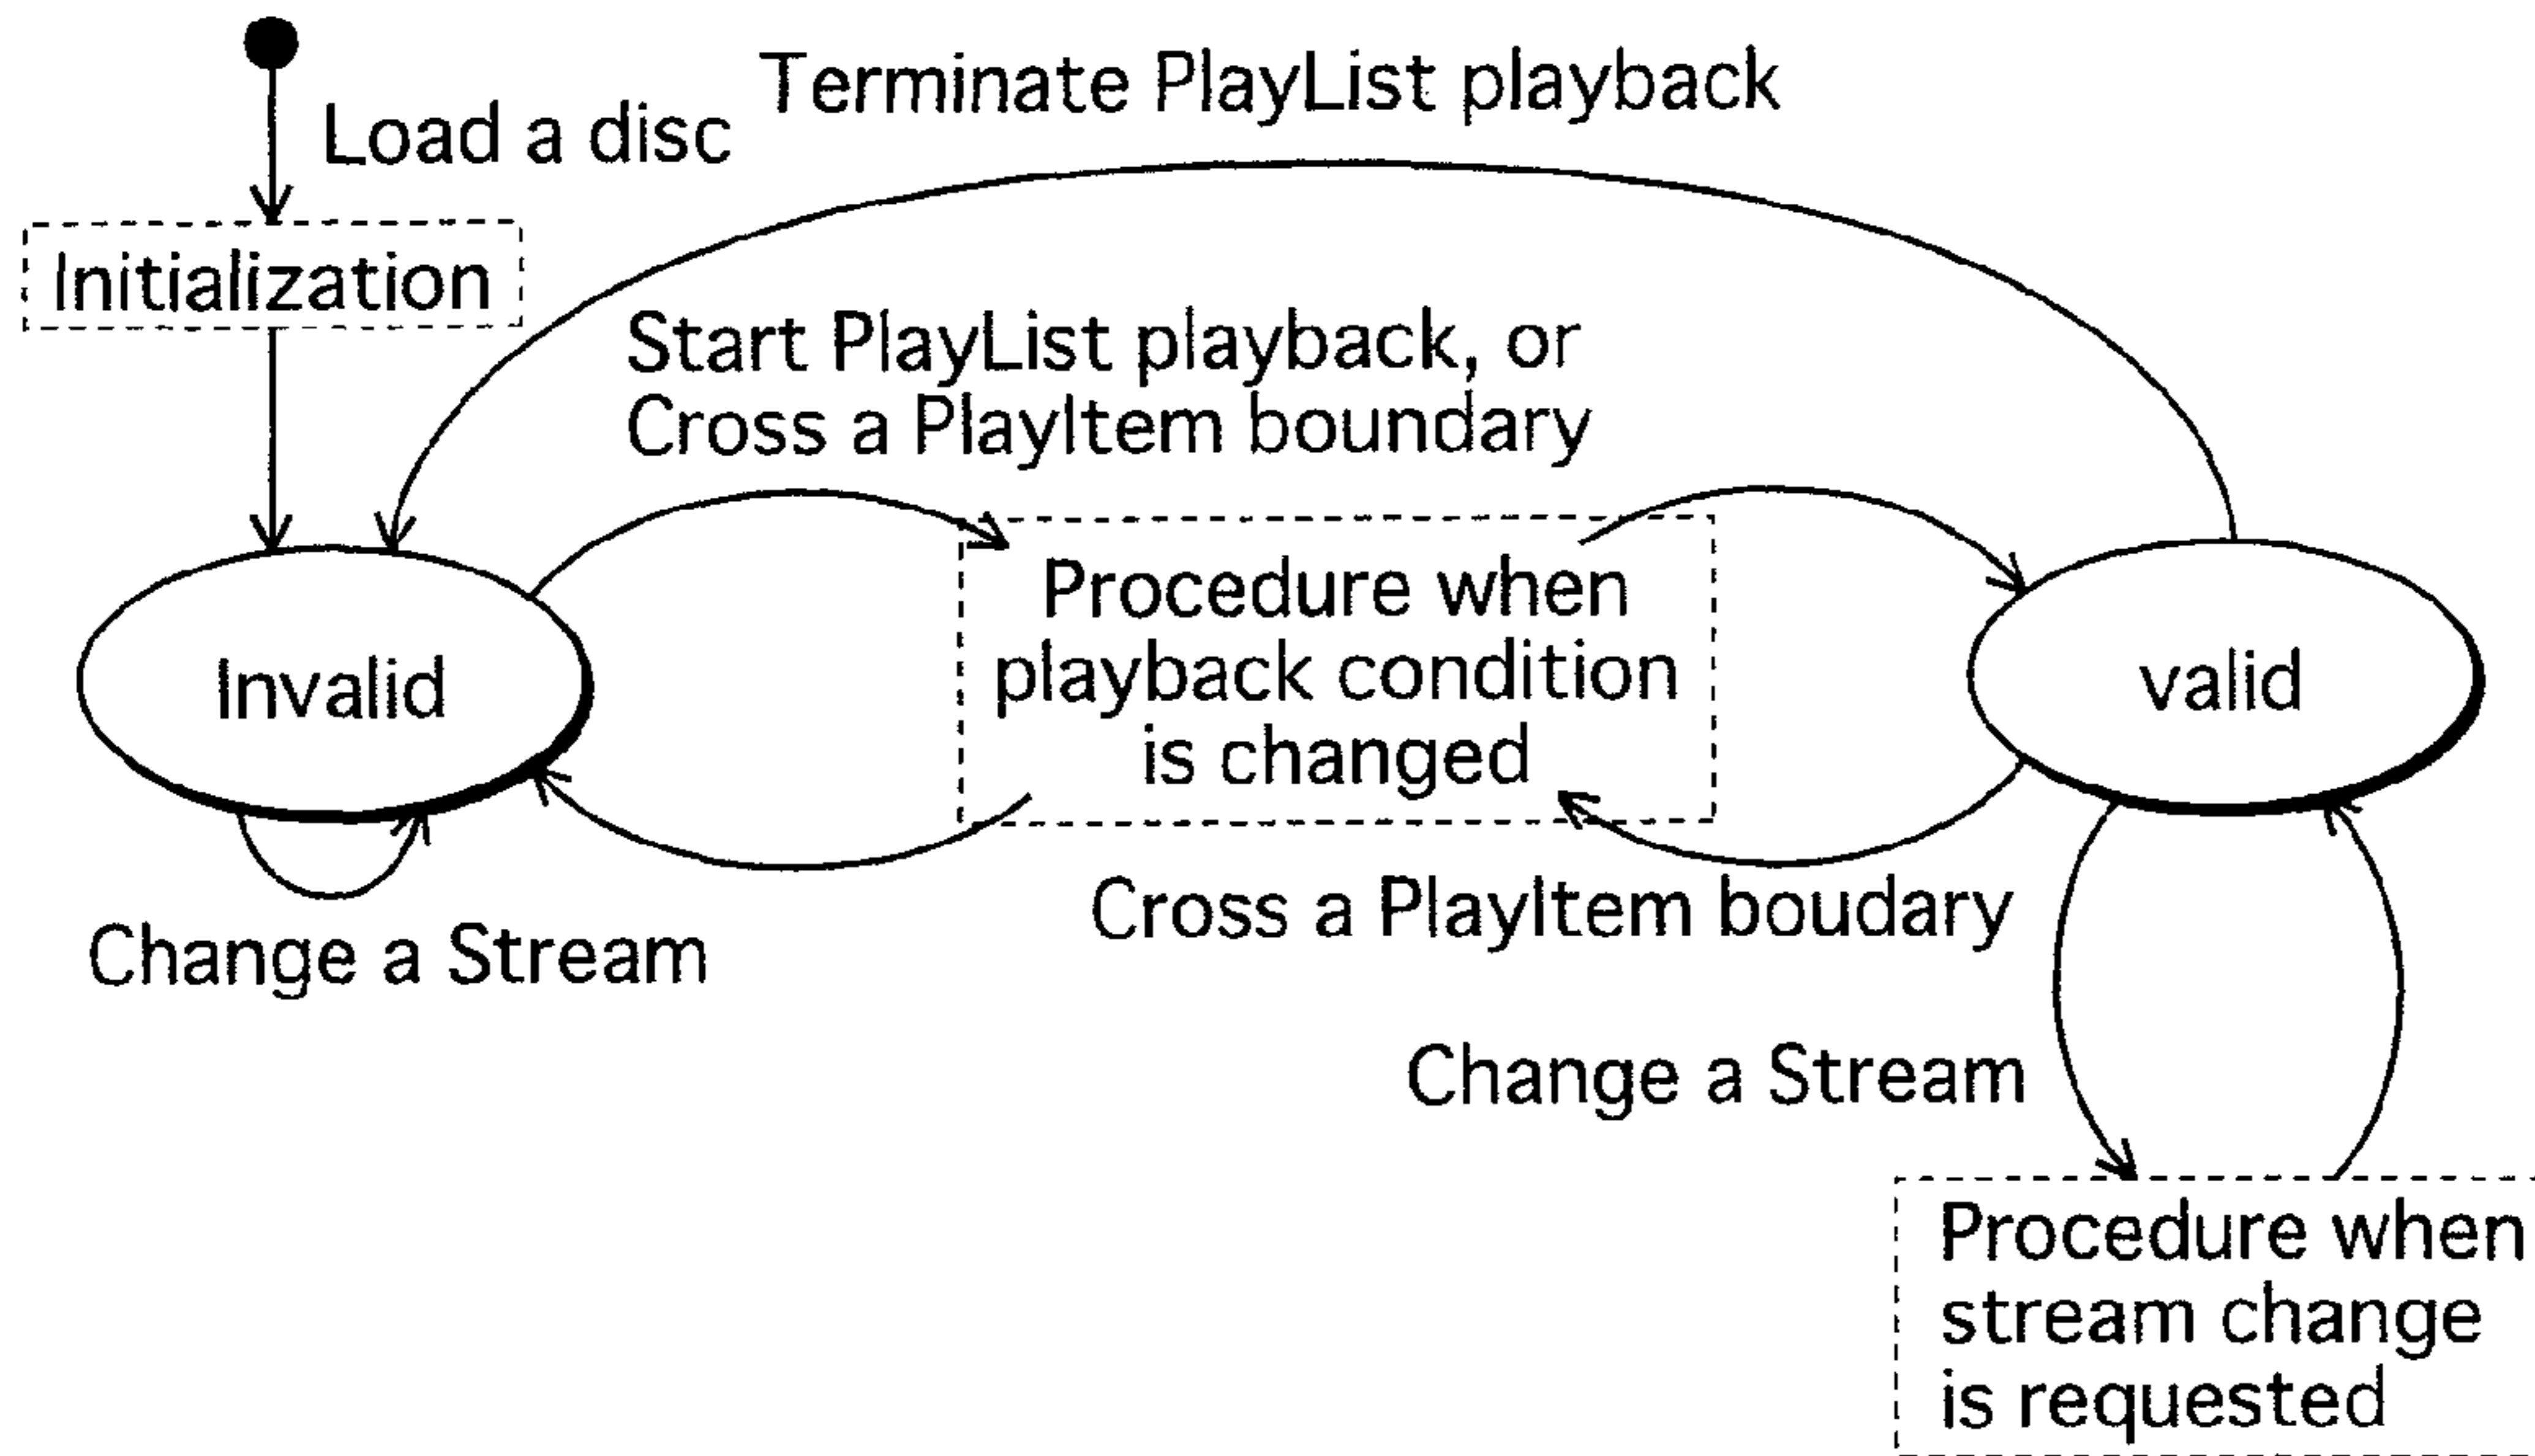 Terminate PlayList playback
Load a disc
Initialization
Start PlayList playback, or
Cross a PlayItem boundary
Procedure when
playback condition
is changed
Invalid
valid
Cross a PlayItem boudary
Change a Stream
Change a Stream
Procedure when
stream change
is requested